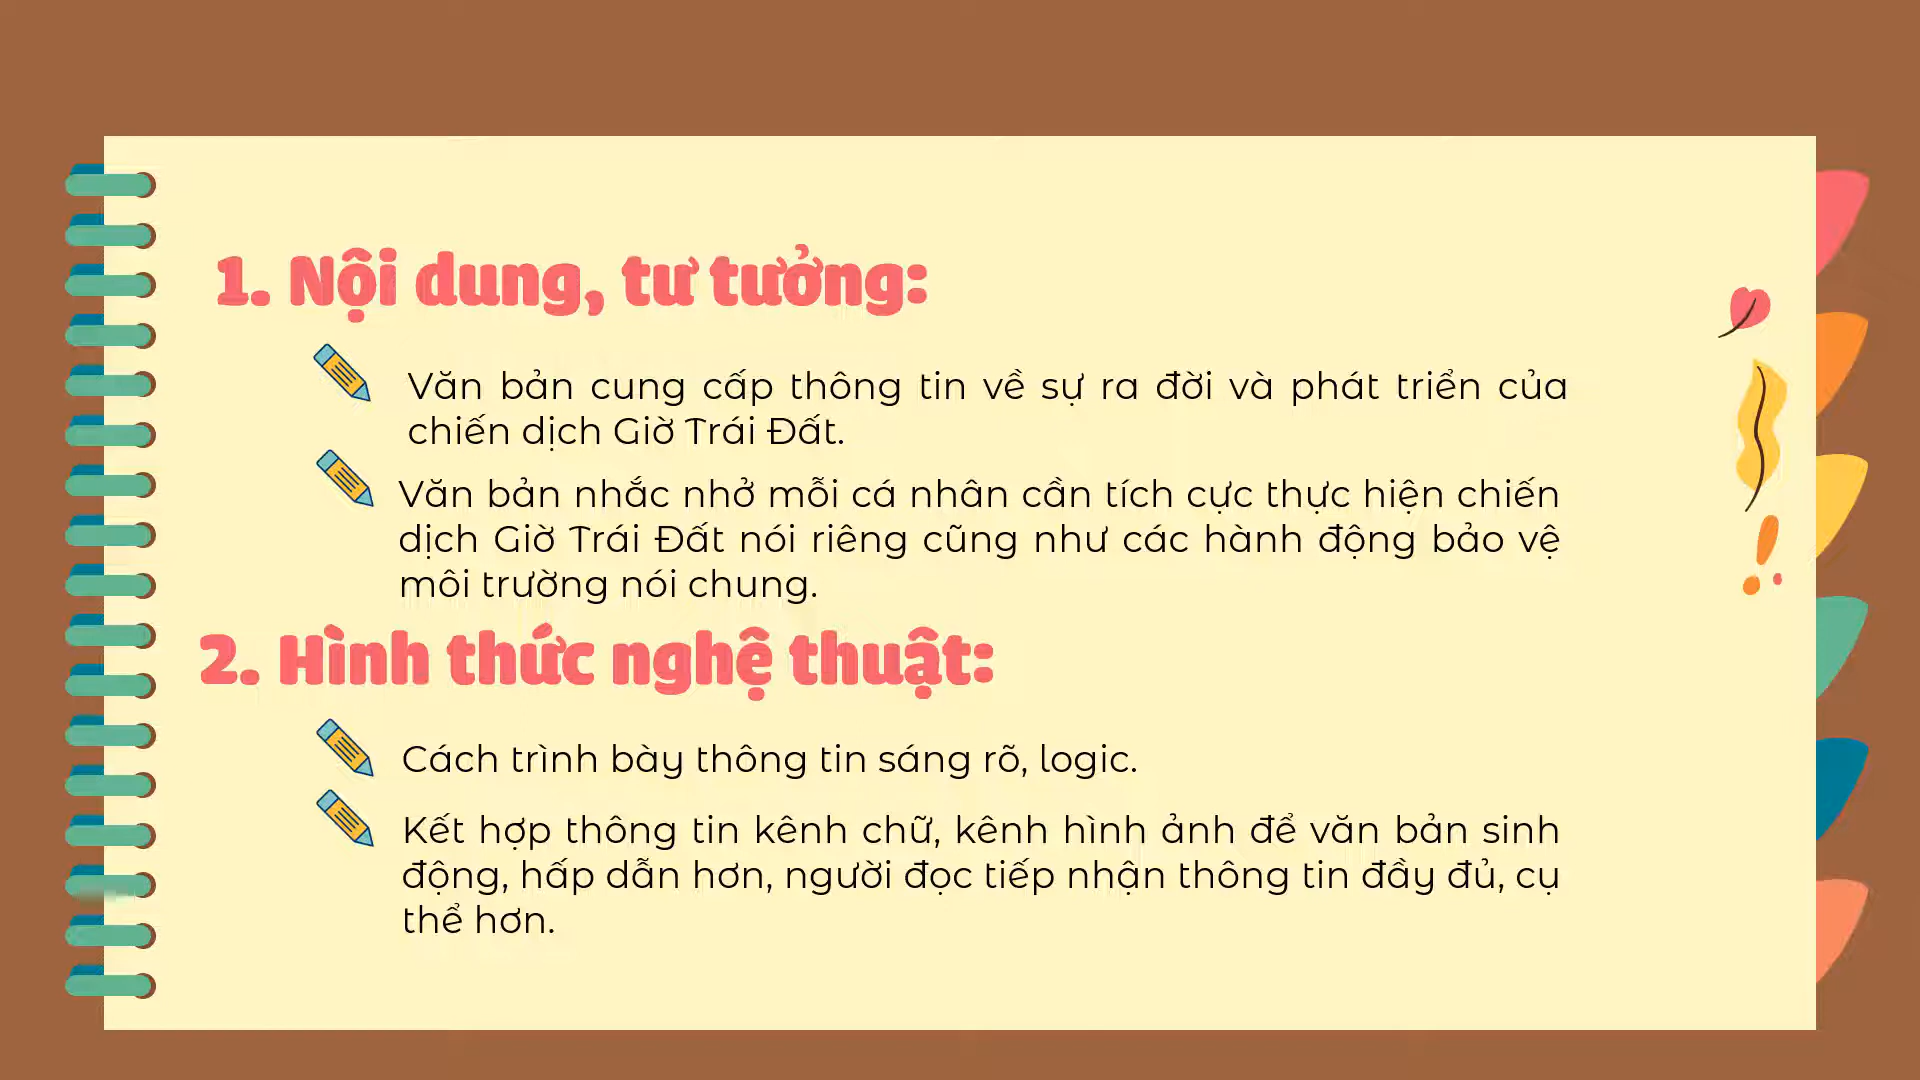 1. Nội dung, tư tưởng:
Văn bản cung cấp thông tin về sự ra đời và phát triển của
chiến dịch Giờ Trái Đất.
Văn bản nhắc nhở mỗi cá nhân cần tích cực thực hiện chiến
dịch Giờ Trái Đất nói riêng cũng như các hành động bảo vệ
môi trường nói chung.
2. Hình thức nghệ thuật:
Cách trình bày thông tin sáng rõ, logic.
Kết hợp thông tin kênh chữ, kênh hình ảnh để văn bản sinh
động, hấp dẫn hơn, người đọc tiếp nhận thông tin đầy đủ, cụ
thể hơn.